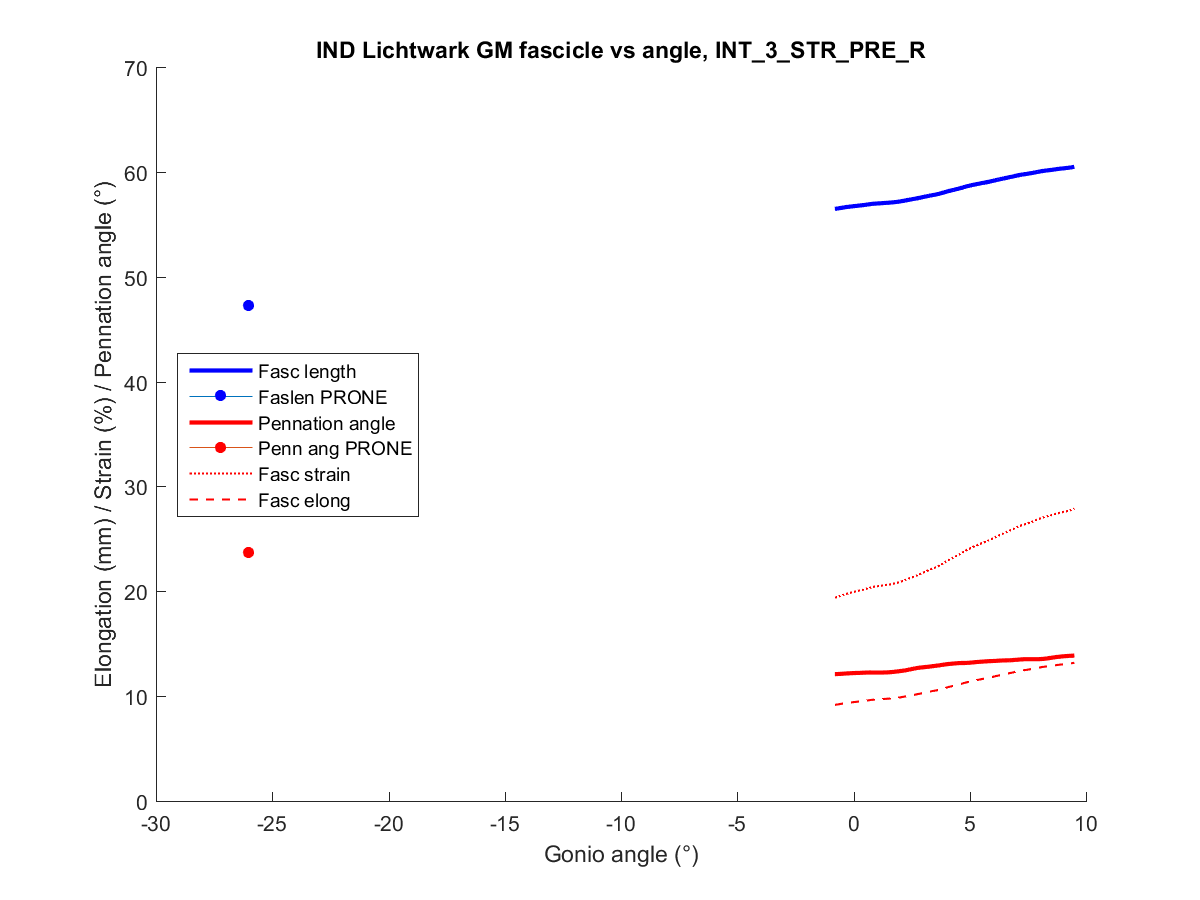 IND Lichtwark GM fascicle vs angle, INT_3_STR_PRE_R
Elongation (mm) / Strain (%) / Pennation angle (°)
70
60
50
40
30
20
10
0
Fasc length
Faslen PRONE
Pennation angle
Penn ang PRONE
Fasc strain
Fasc elong
-30
-25
-20
-15
-10
-5
0
5
10
Gonio angle (°)